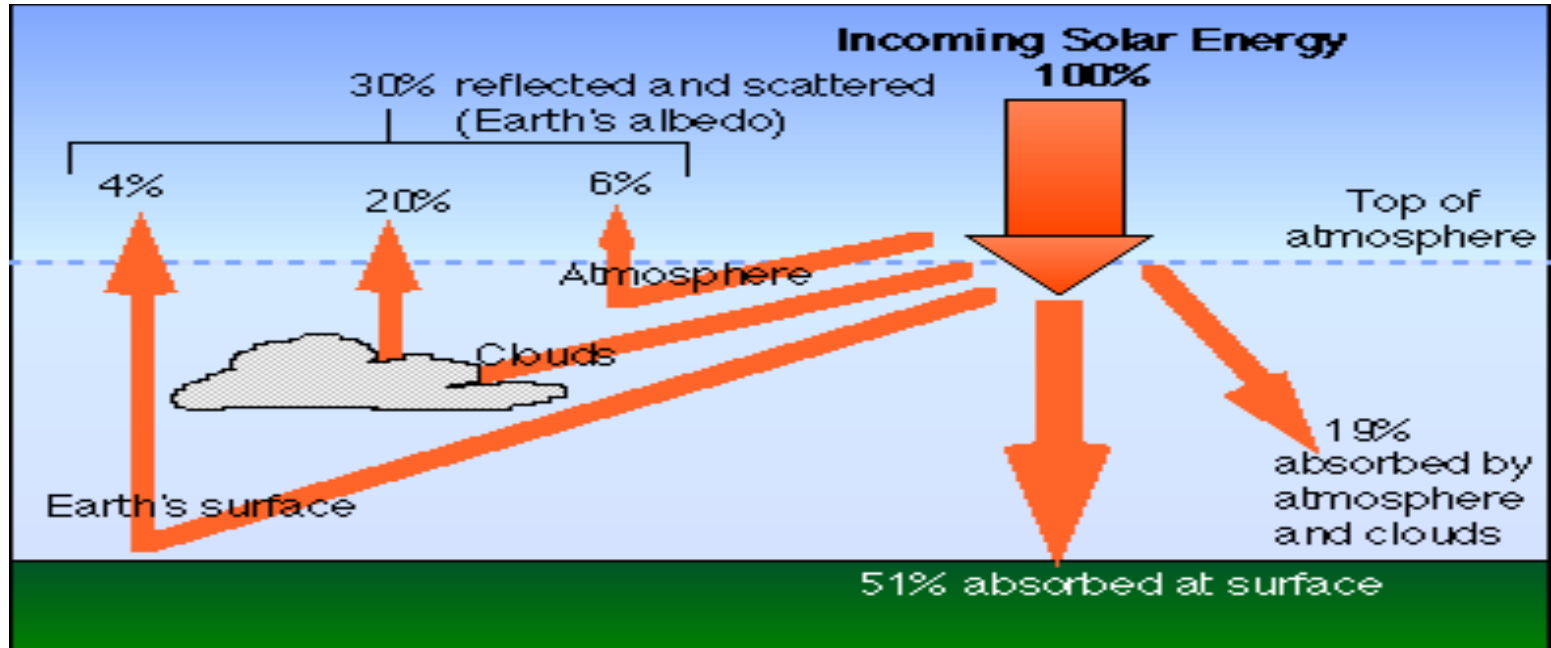 Incoming Solar Energy
100%
30% reflected and scattered
(Earth's albedo)
4%
20%
6%
Top of
atmosphere
Atmosphere
Clouds
Earth's surface
19%
absorbed by
atmosphere
and clouds
51% absorbed at surface